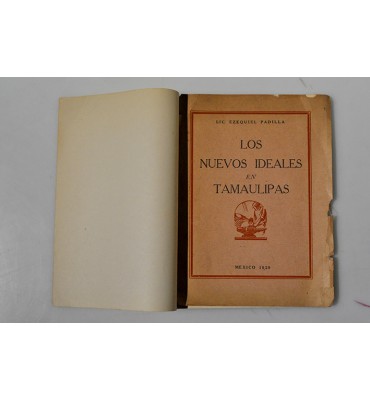 LIC. EZEQUIEL PADILLA
LOS
NUEVOS IDEALES
EN
TAMAULIPAS
MEXICO 1929